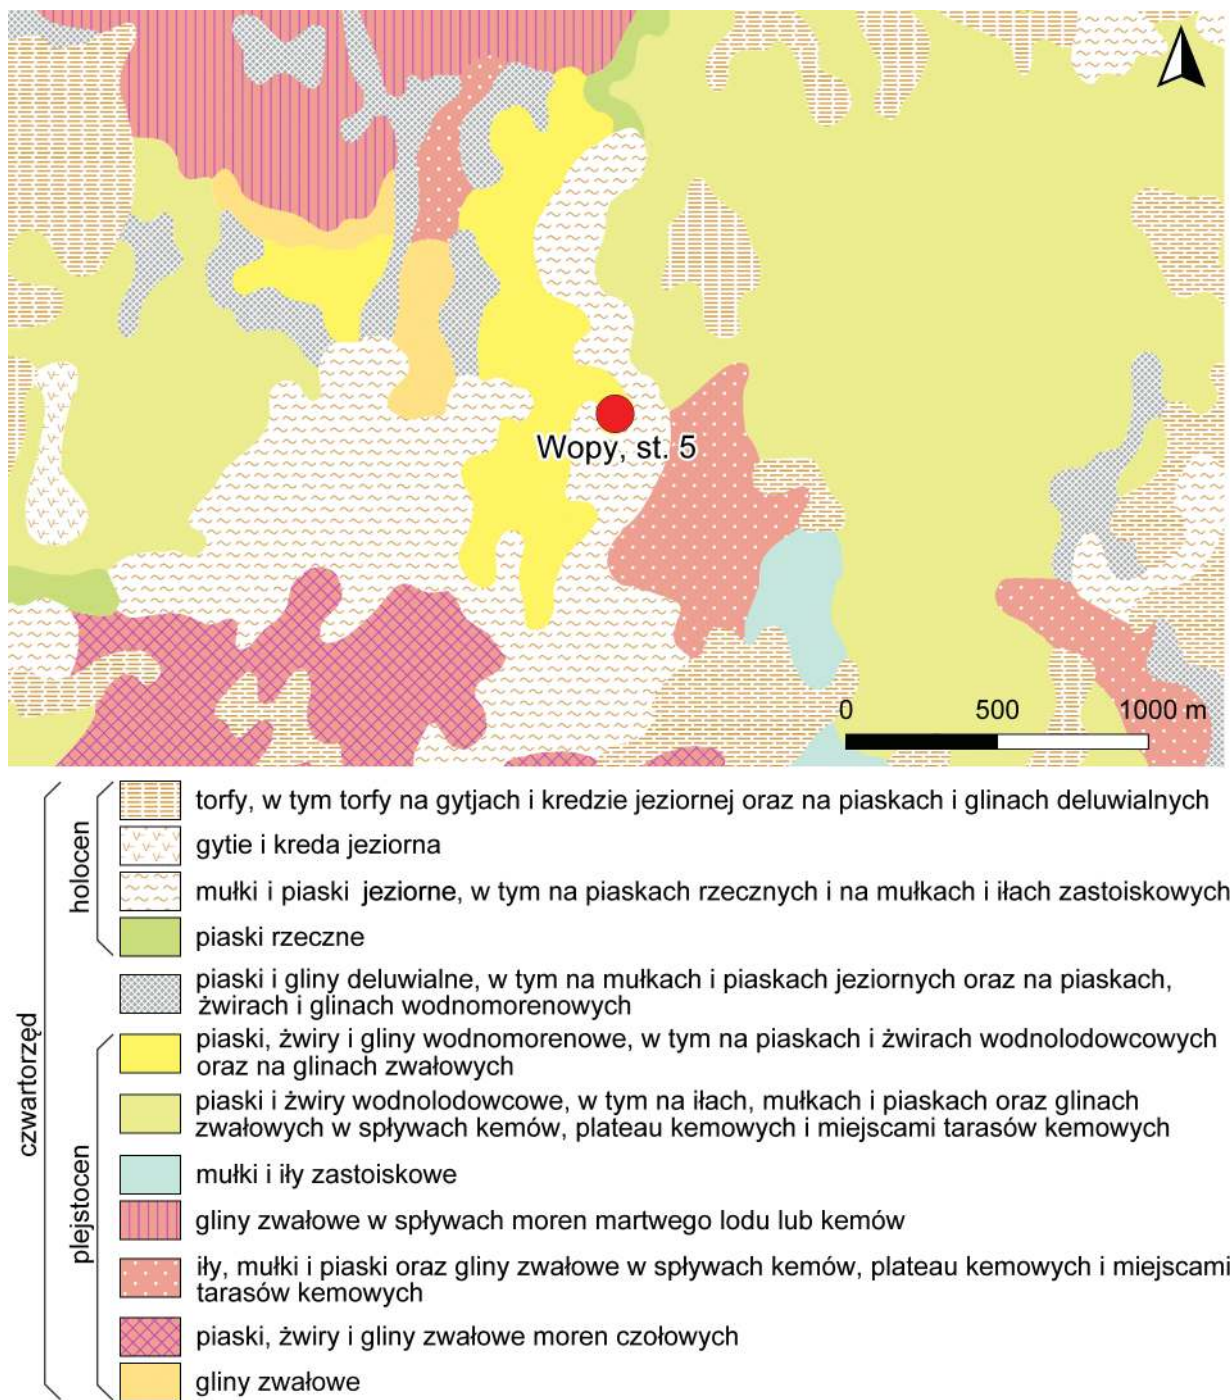 Wopy, st. 5
0 500 1000 m
czwartorzęd
holocen
torfy, w tym torfy na gytjach i kredzie jeziornej oraz na piaskach i glinach deluwialnych
gytie i kreda jeziorna
mułki i piaski jeziorne, w tym na piaskach rzecznych i na mułkach i iłach zastoiskowych
piaski rzeczne
piaski i gliny deluwialne, w tym na mułkach i piaskach jeziornych oraz na piaskach,
żwirach i glinach wodnomorenowych
plejstocen
piaski, żwiry i gliny wodnomorenowe, w tym na piaskach i żwirach wodnolodowcowych
oraz na glinach zwałowych
piaski i żwiry wodnolodowcowe, w tym na iłach, mułkach i piaskach oraz glinach
zwałowych w spływach kemów, plateau kemowych i miejscami tarasów kemowych
mułki i iły zastoiskowe
gliny zwałowe w spływach moren martwego lodu lub kemów
iły, mułki i piaski oraz gliny zwałowe w spływach kemów, plateau kemowych i miejscami
tarasów kemowych
piaski, żwiry i gliny zwałowe moren czołowych
gliny zwałowe